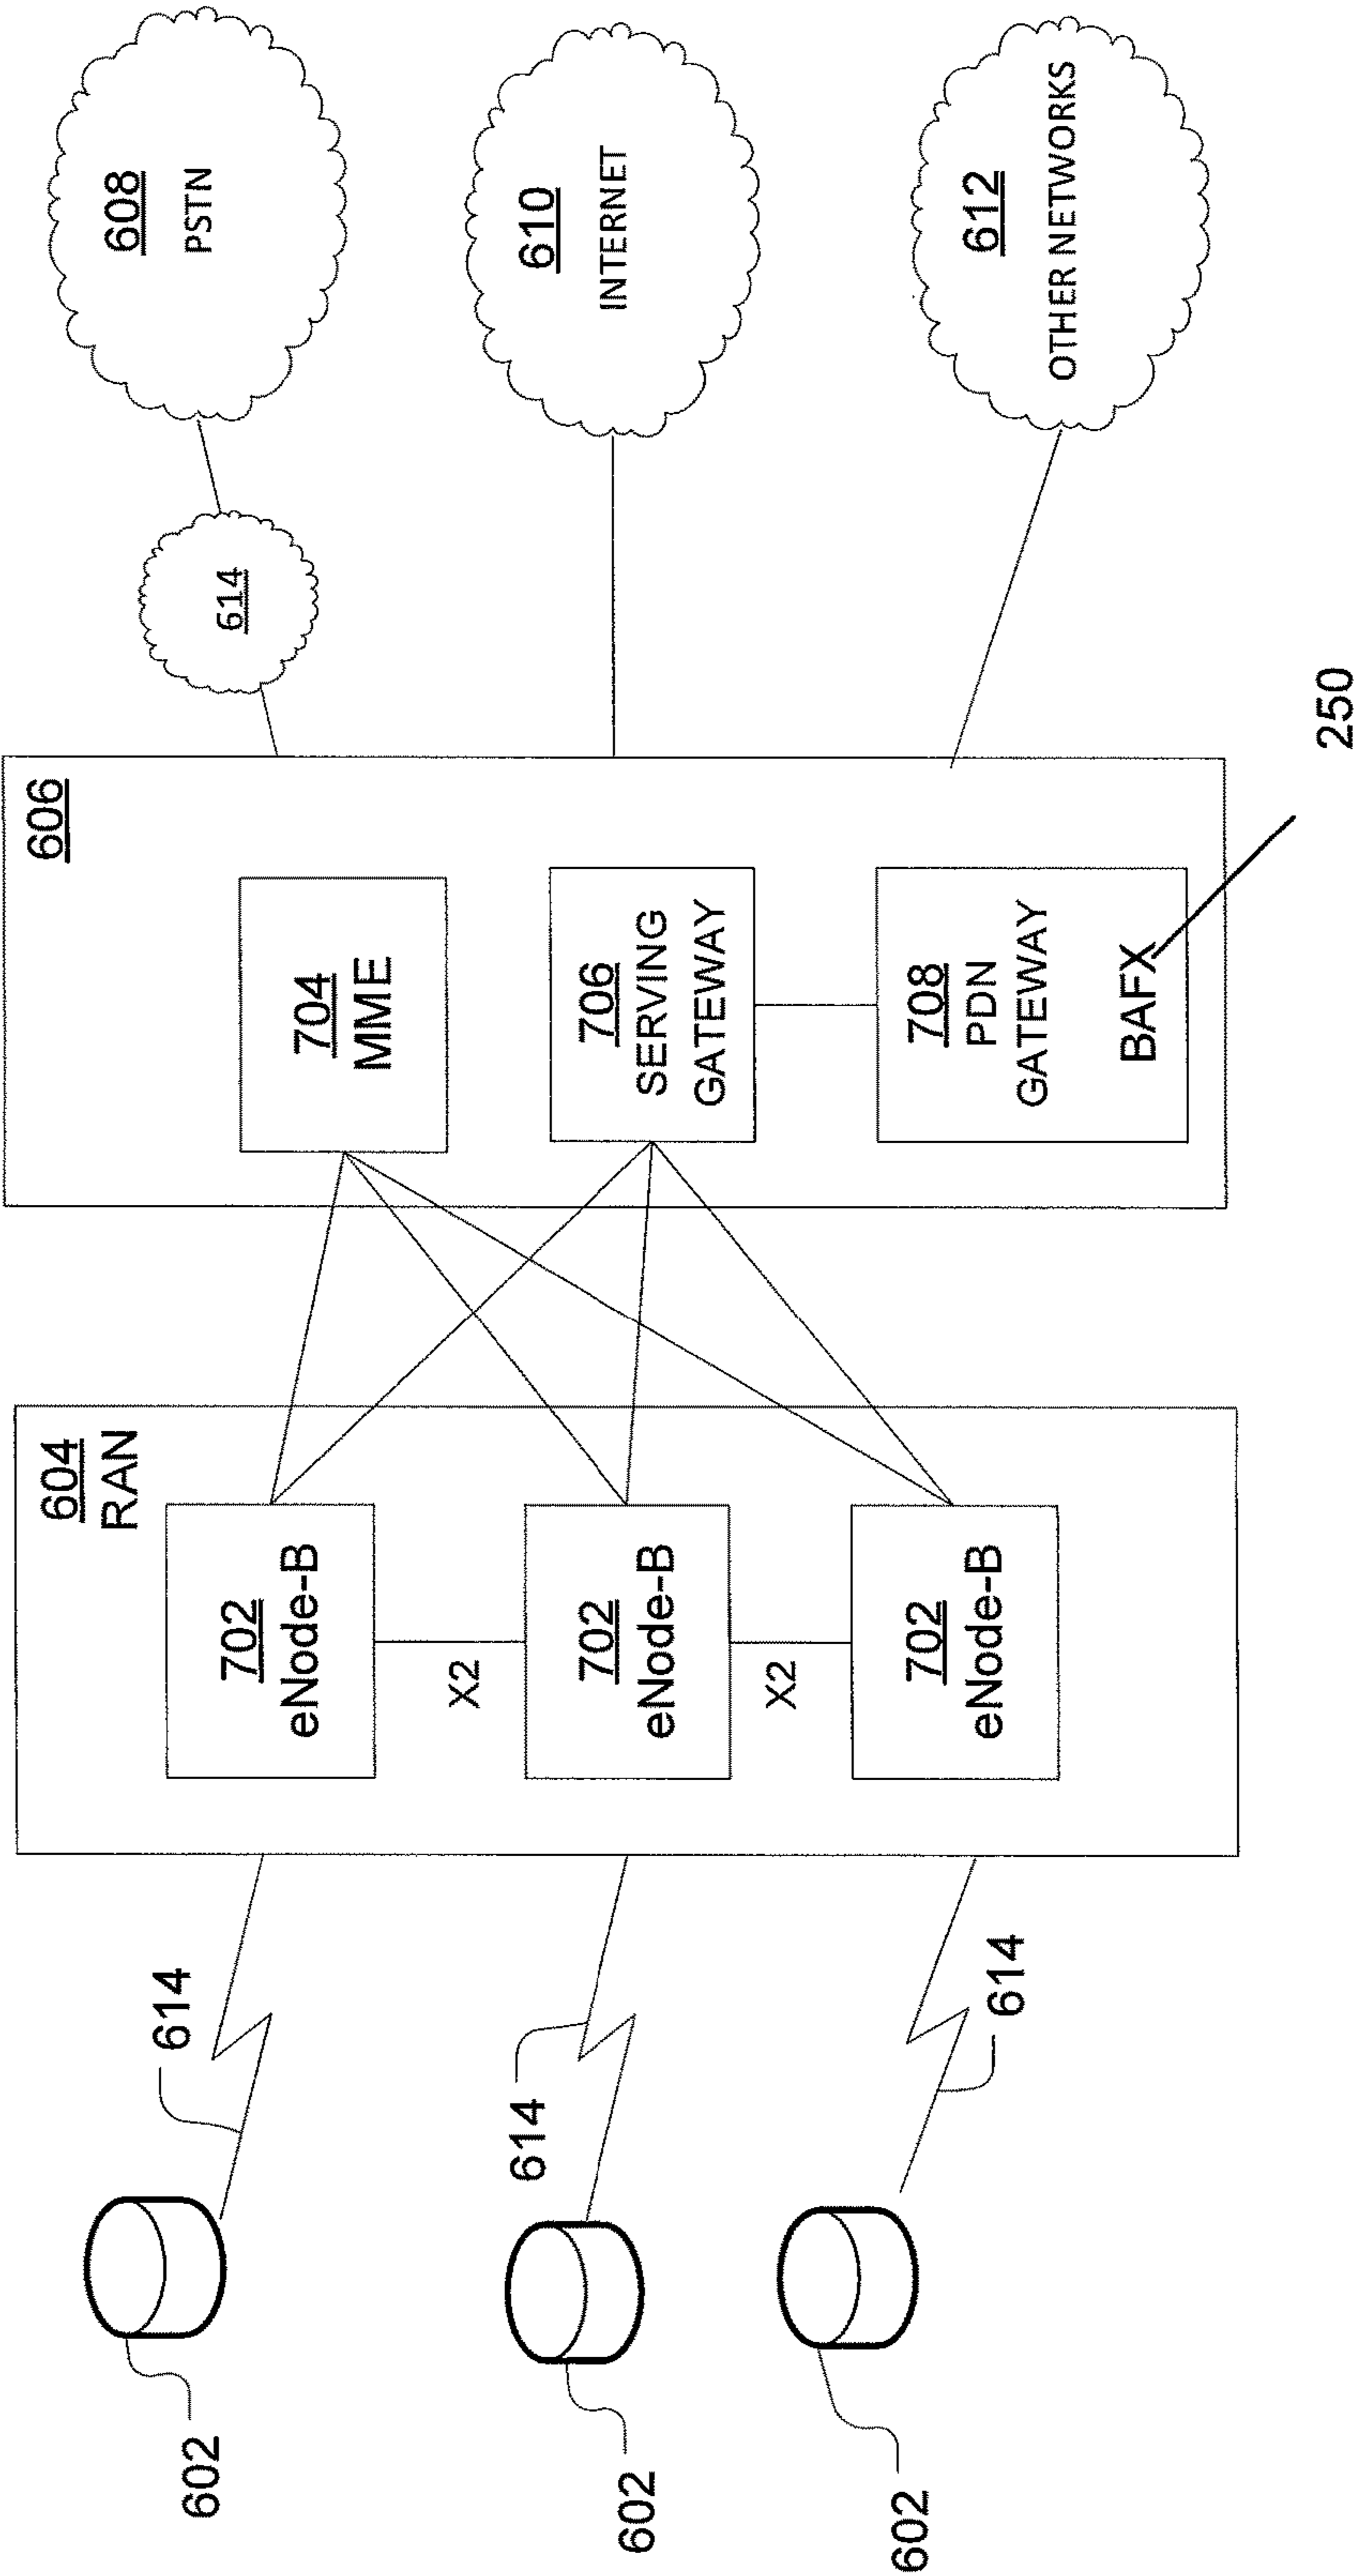 602
602
602
614
614
614
604
RAN
702
eNode-B
X2
702
eNode-B
X2
702
eNode-B
606
704
MME
706
SERVING
GATEWAY
708
PDN
GATEWAY
BAFX
250
614
608
PSTN
610
INTERNET
612
OTHER NETWORKS